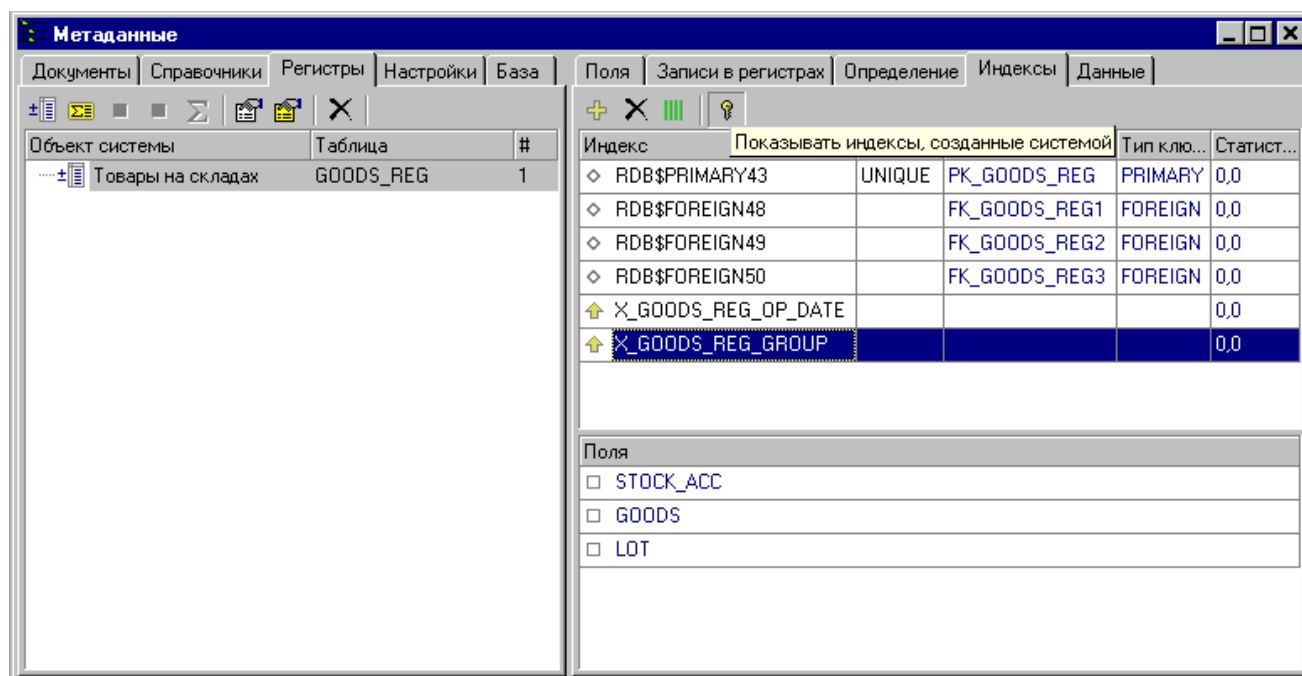 Метаданные
Документы Справочники Регистры Настройки База
Поля Записи в регистрах Определение Индексы Данные
Объект системы Таблица #
Товары на складах GOODS_REG 1
Показывать индексы, созданные системой
Индекс Тип клю... Статист...
RDB$PRIMARY43 UNIQUE PK_GOODS_REG PRIMARY 0,0
RDB$FOREIGN48 FK_GOODS_REG1 FOREIGN 0,0
RDB$FOREIGN49 FK_GOODS_REG2 FOREIGN 0,0
RDB$FOREIGN50 FK_GOODS_REG3 FOREIGN 0,0
X_GOODS_REG_OP_DATE 0,0
X_GOODS_REG_GROUP 0,0
Поля
STOCK_ACC
GOODS
LOT